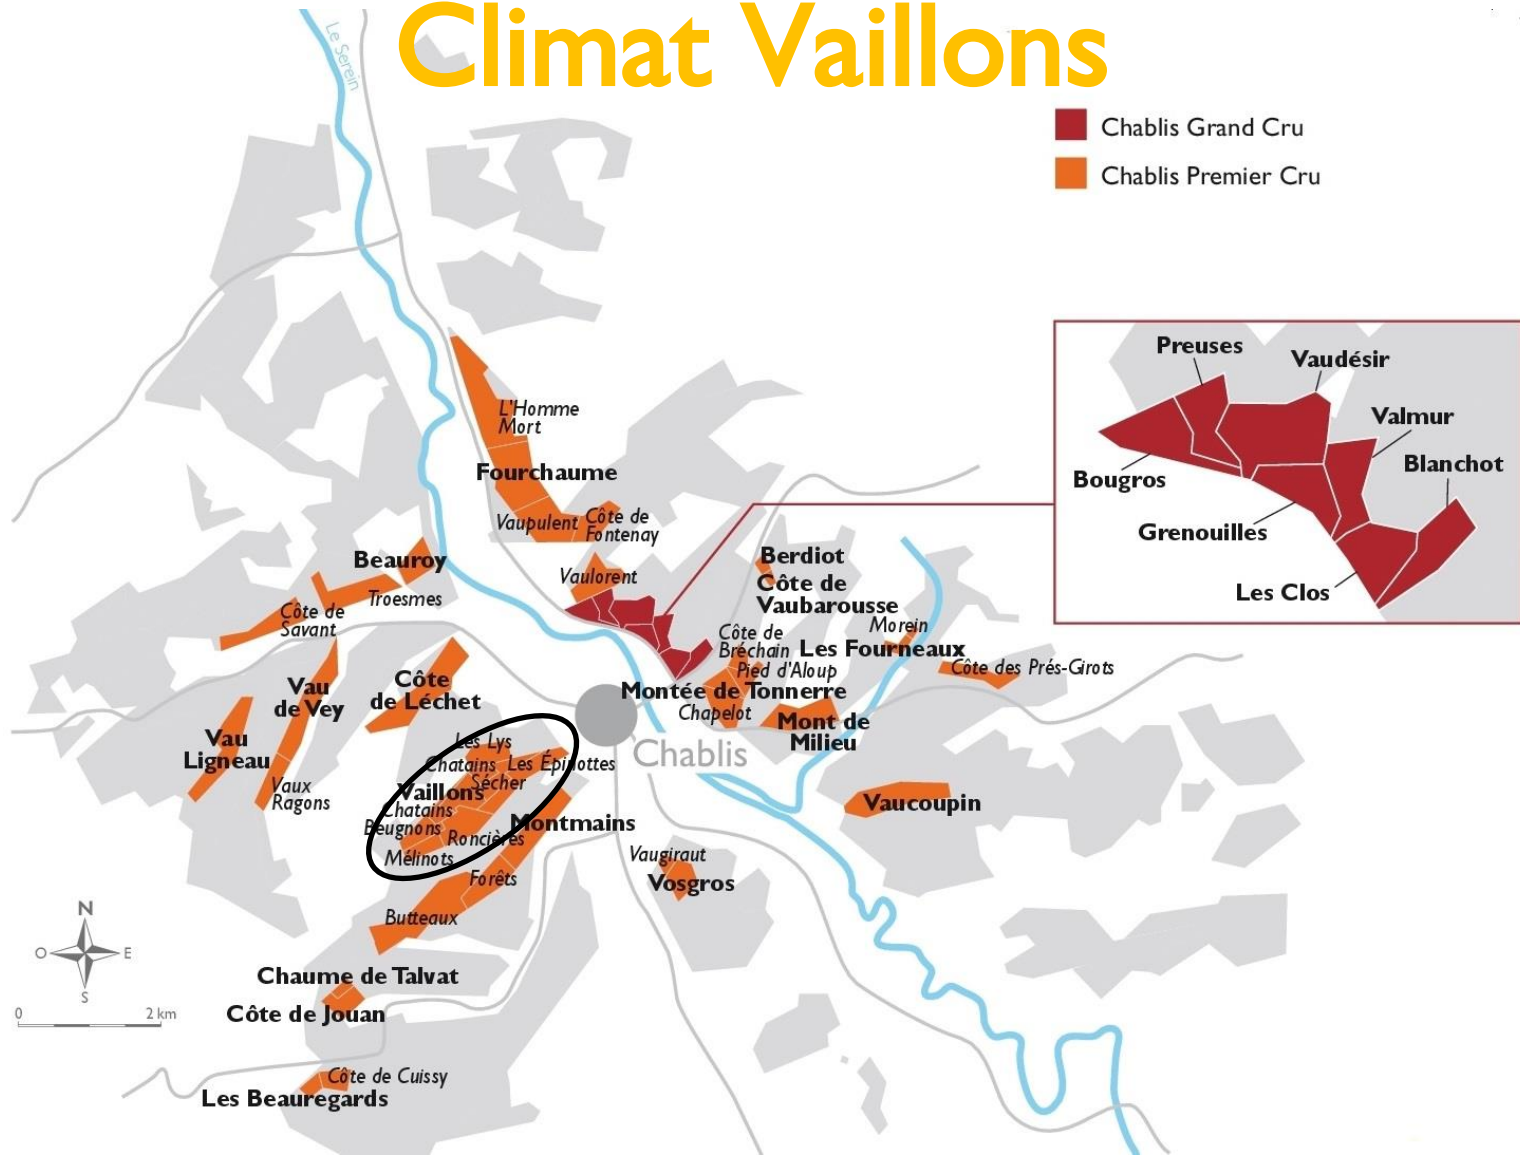 Climat Vaillons
Le Serein
Chablis Grand Cru
Chablis Premier Cru
Preuses
Vaudésir
Valmur
Blanchot
Bougros
Grenouilles
Les Clos
L'Homme
Mort
Fourchaume
Vaupulent
Côte de
Fontenay
Vaulorent
Beauroy
Troesmes
Côte de
Savant
Berdiot
Côte de
Vaubarousse
Morein
Côte de
Bréchain
Les Fourneaux
Pied d'Aloup
Côte des Prés-Girots
Montée de Tonnerre
Chapelot
Mont de
Milieu
Vau
de Vey
Côte
de Léchet
Vau
Ligneau
Vaux
Ragons
Chablis
Les Lys
Chatains
Les Épinottes
Sécher
Vaillons
Chatains
Beugnons
Roncières
Mélinots
Montmains
Forêts
Butteaux
Vaucoupin
Vaugiraut
Vosgros
Chaume de Talvat
Côte de Jouan
Côte de Cuissy
Les Beauregards
N
O
E
S
0
2 km